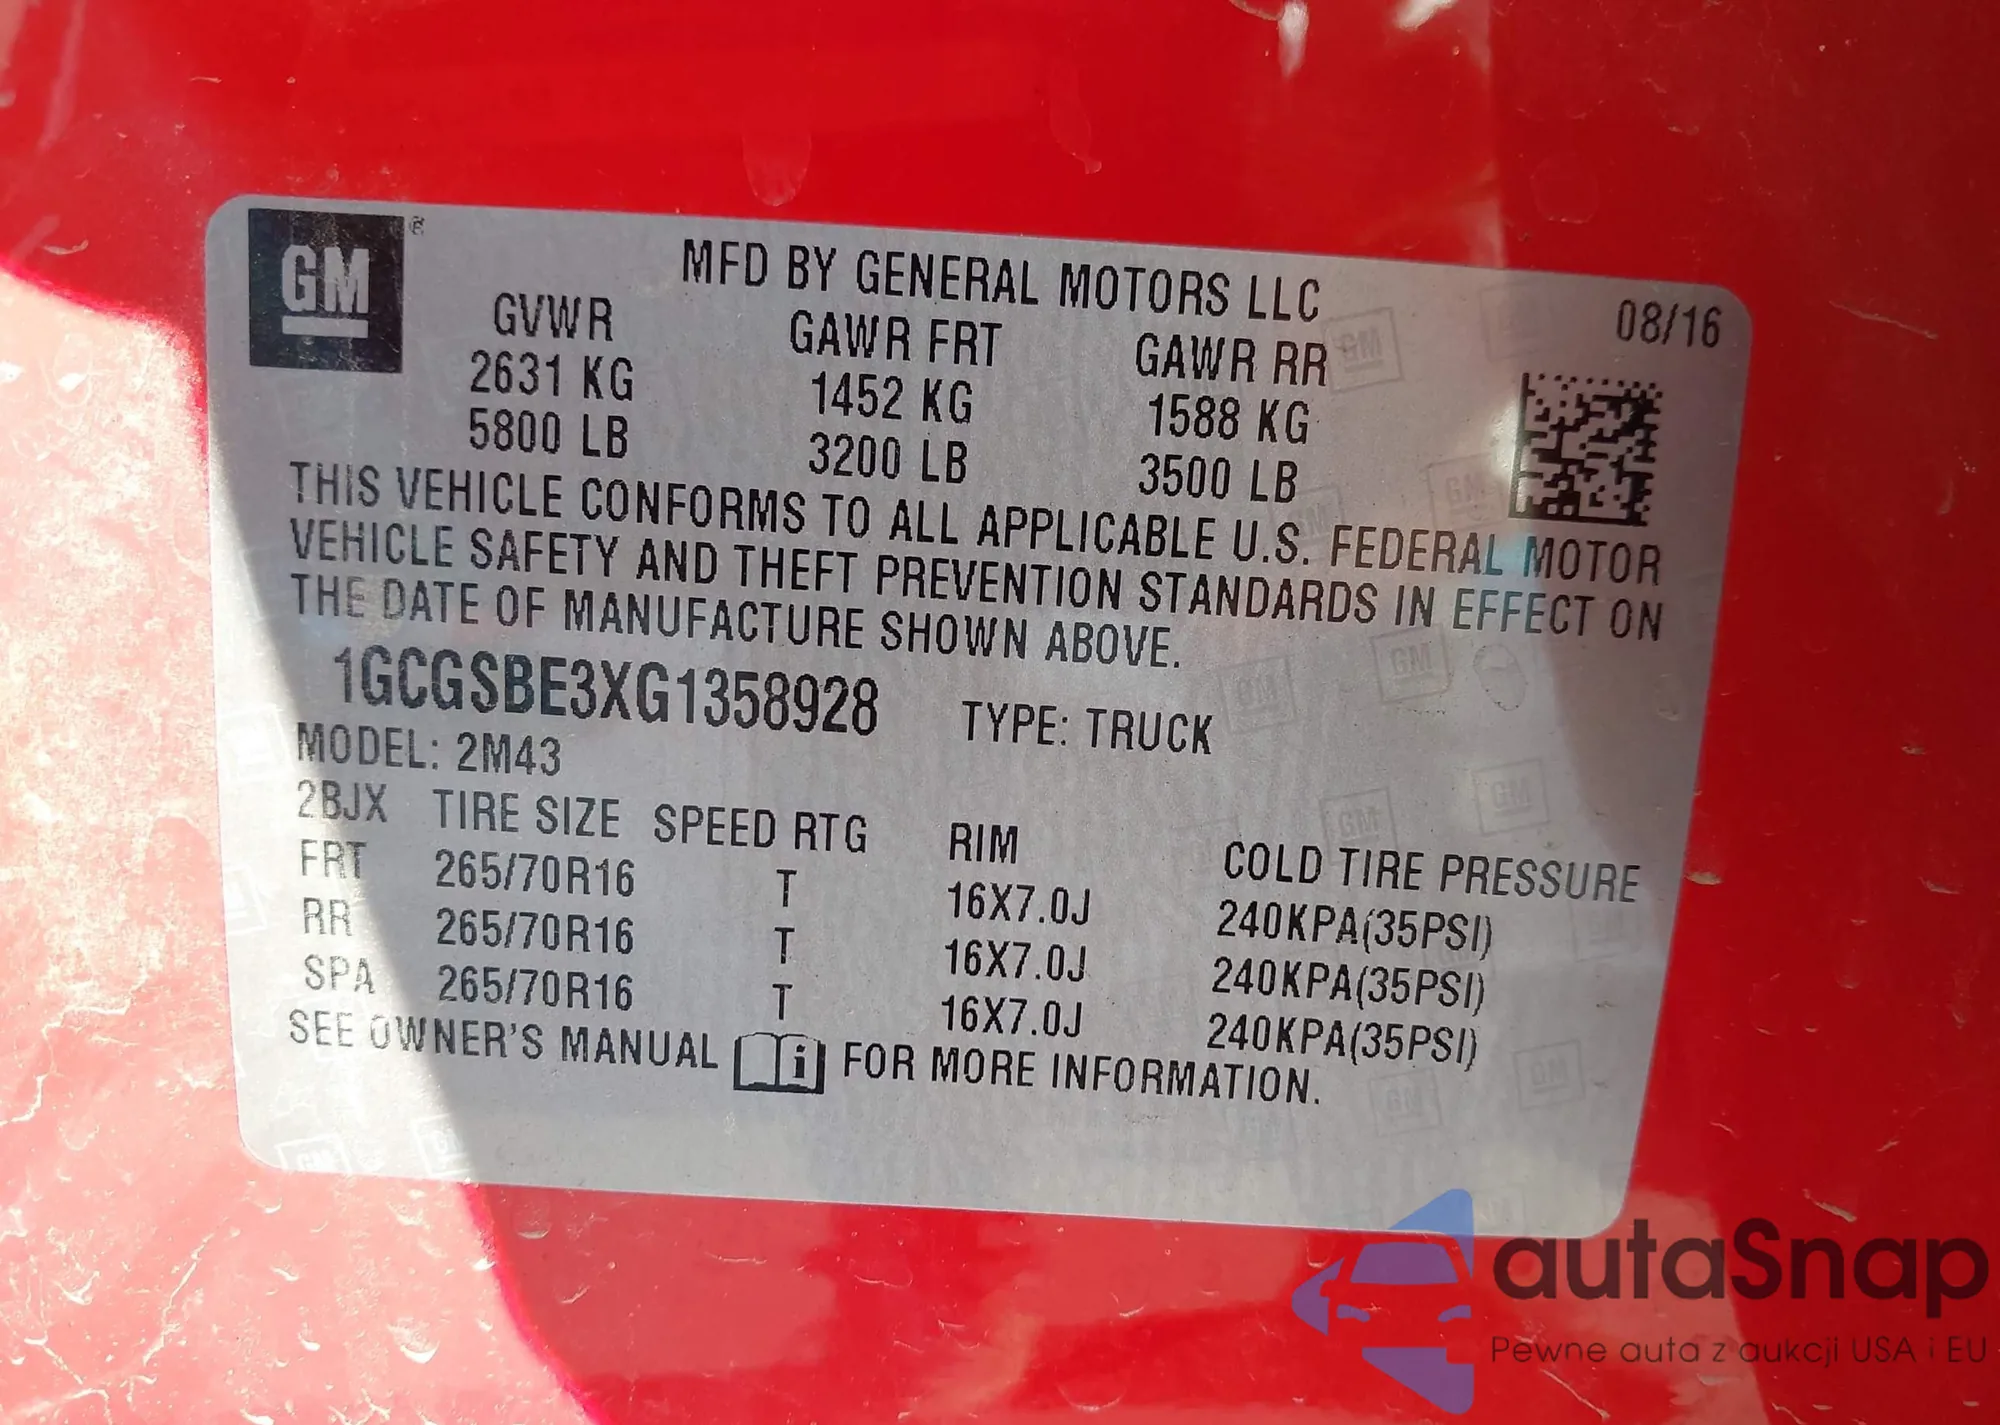 GM ®
MFD BY GENERAL MOTORS LLC
08/16
GVWR GAWR FRT GAWR RR
2631 KG 1452 KG 1588 KG
5800 LB 3200 LB 3500 LB
THIS VEHICLE CONFORMS TO ALL APPLICABLE U.S. FEDERAL MOTOR
VEHICLE SAFETY AND THEFT PREVENTION STANDARDS IN EFFECT ON
THE DATE OF MANUFACTURE SHOWN ABOVE.
1GCGSBE3XG1358928 TYPE: TRUCK
MODEL: 2M43
2BJX TIRE SIZE SPEED RTG RIM COLD TIRE PRESSURE
FRT 265/70R16 T 16X7.0J 240KPA(35PSI)
RR 265/70R16 T 16X7.0J 240KPA(35PSI)
SPA 265/70R16 T 16X7.0J 240KPA(35PSI)
SEE OWNER'S MANUAL i FOR MORE INFORMATION.
autaSnap
Pewne auta z aukcji USA i EU